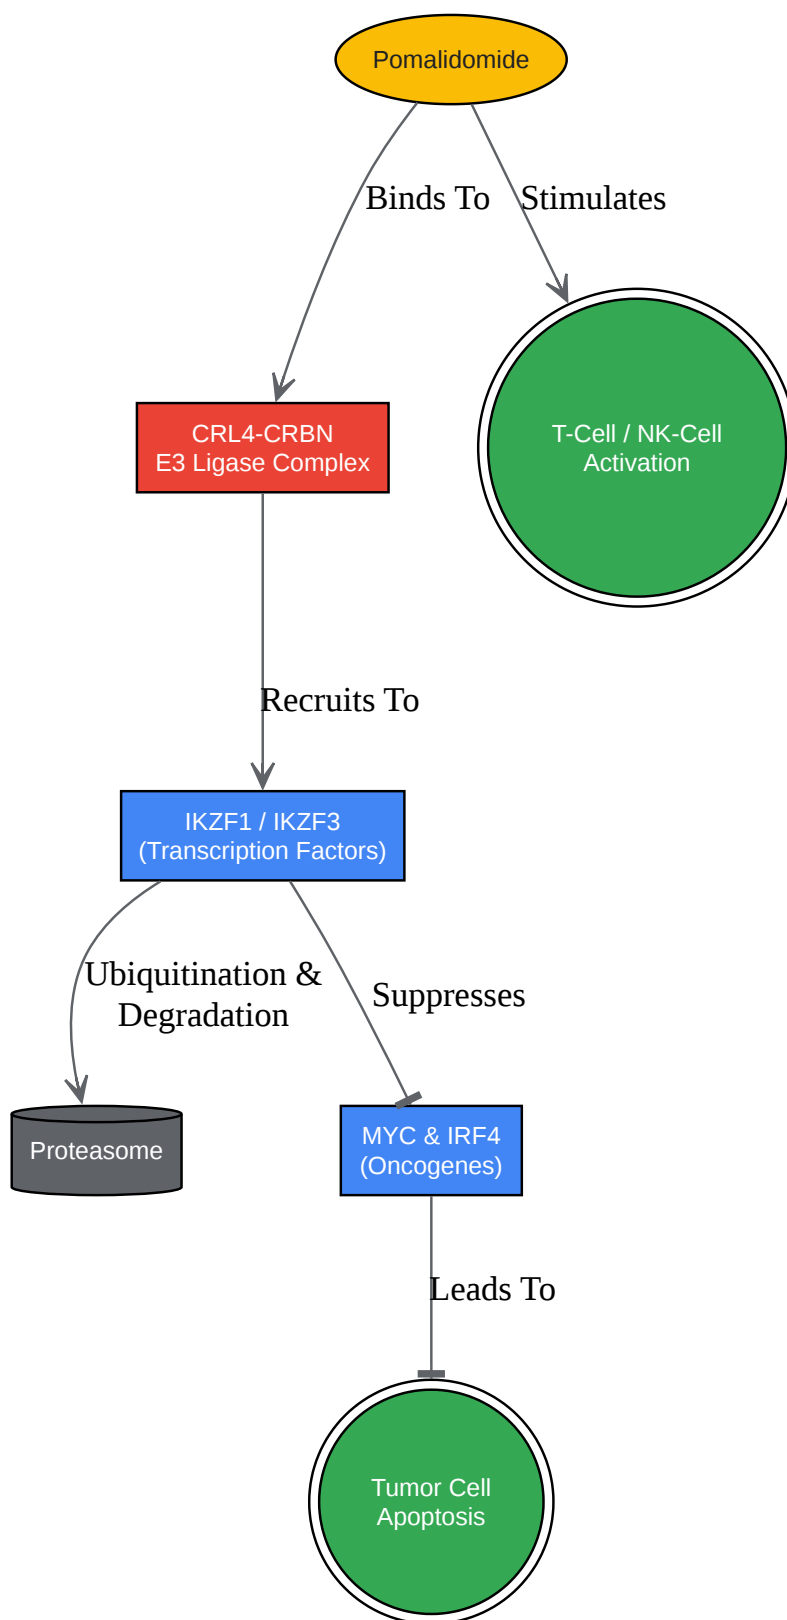 Pomalidomide
Binds To
Stimulates
CRL4-CRBN
E3 Ligase Complex
T-Cell / NK-Cell
Activation
Recruits To
IKZF1 / IKZF3
(Transcription Factors)
Ubiquitination &
Degradation
Suppresses
Proteasome
MYC & IRF4
(Oncogenes)
Leads To
Tumor Cell
Apoptosis